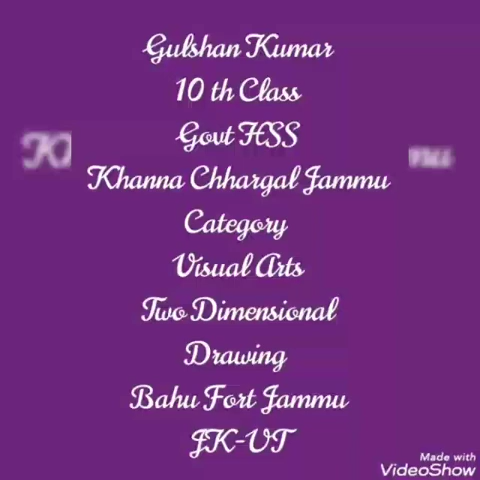 Gulshan Kumar
10 th Class
Govt HSS
Khanna Chhargal Jammu
Category
Visual Arts
Two Dimensional
Drawing
Bahu Fort Jammu
JK-UT
Made with
VideoShow